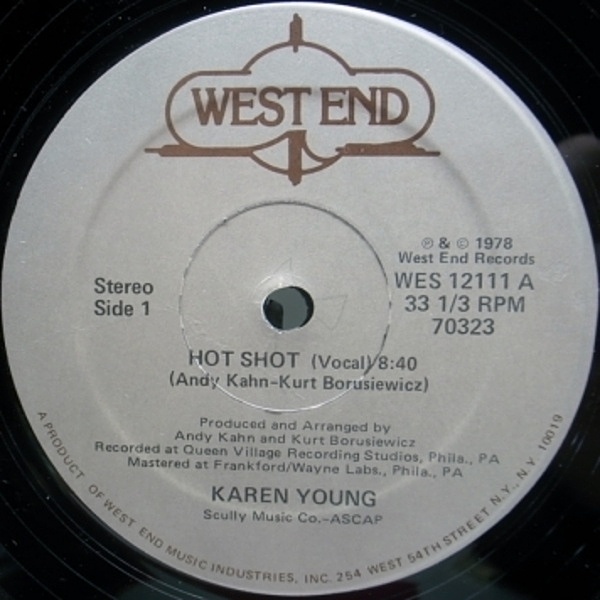 WEST END
℗ & © 1978
West End Records
Stereo
Side 1
WES 12111 A
33 1/3 RPM
70323
HOT SHOT (Vocal) 8:40
(Andy Kahn-Kurt Borusiewicz)
Produced and Arranged by
Andy Kahn and Kurt Borusiewicz
Recorded at Queen Village Recording Studios, Phila., PA
Mastered at Frankford/Wayne Labs., Phila., PA
KAREN YOUNG
Scully Music Co.-ASCAP
A PRODUCT OF WEST END MUSIC INDUSTRIES, INC. 254 WEST 54TH STREET N.Y., N.Y. 10019